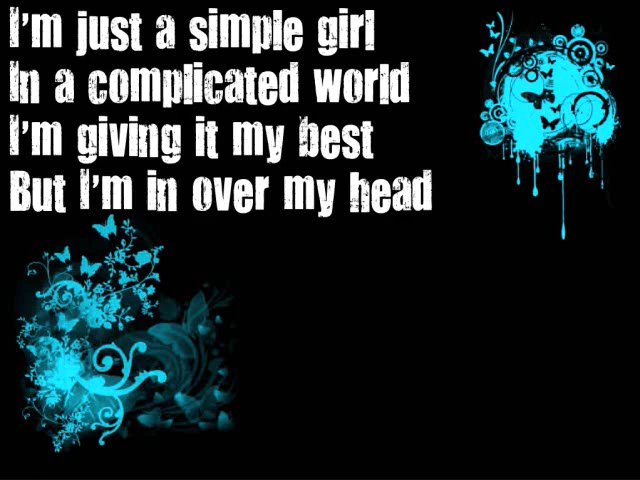 I'm just a simple girl
In a complicated world
I'm giving it my best
But I'm in over my head